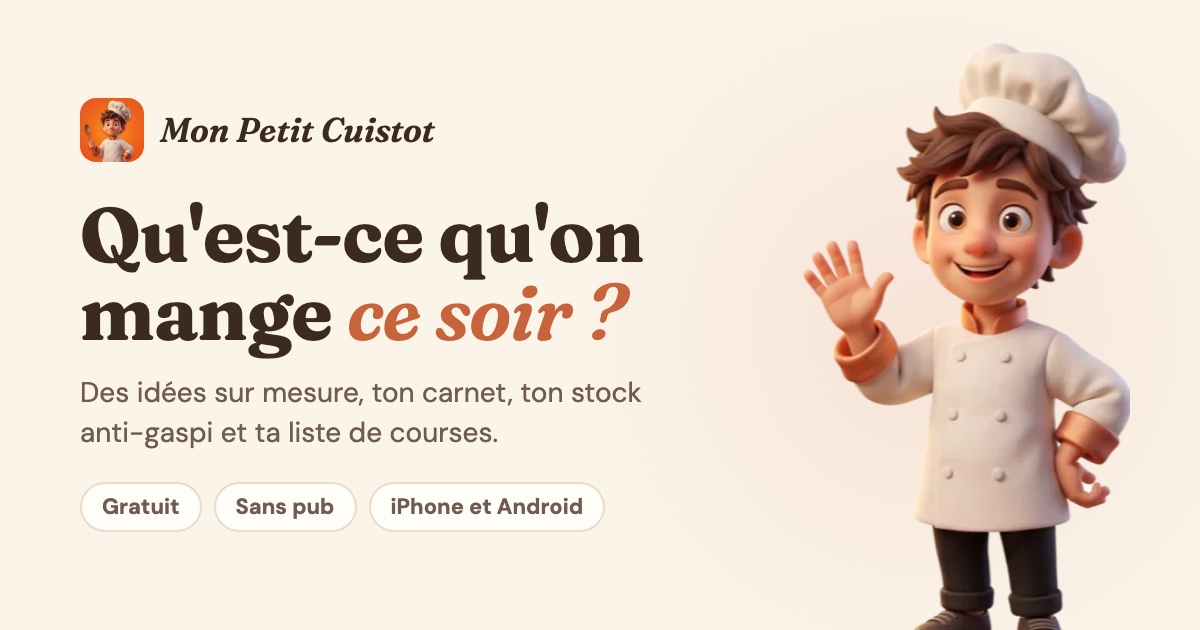 Mon Petit Cuistot
Qu'est-ce qu'on
mange ce soir ?
Des idées sur mesure, ton carnet, ton stock
anti-gaspi et ta liste de courses.
Gratuit
Sans pub
iPhone et Android